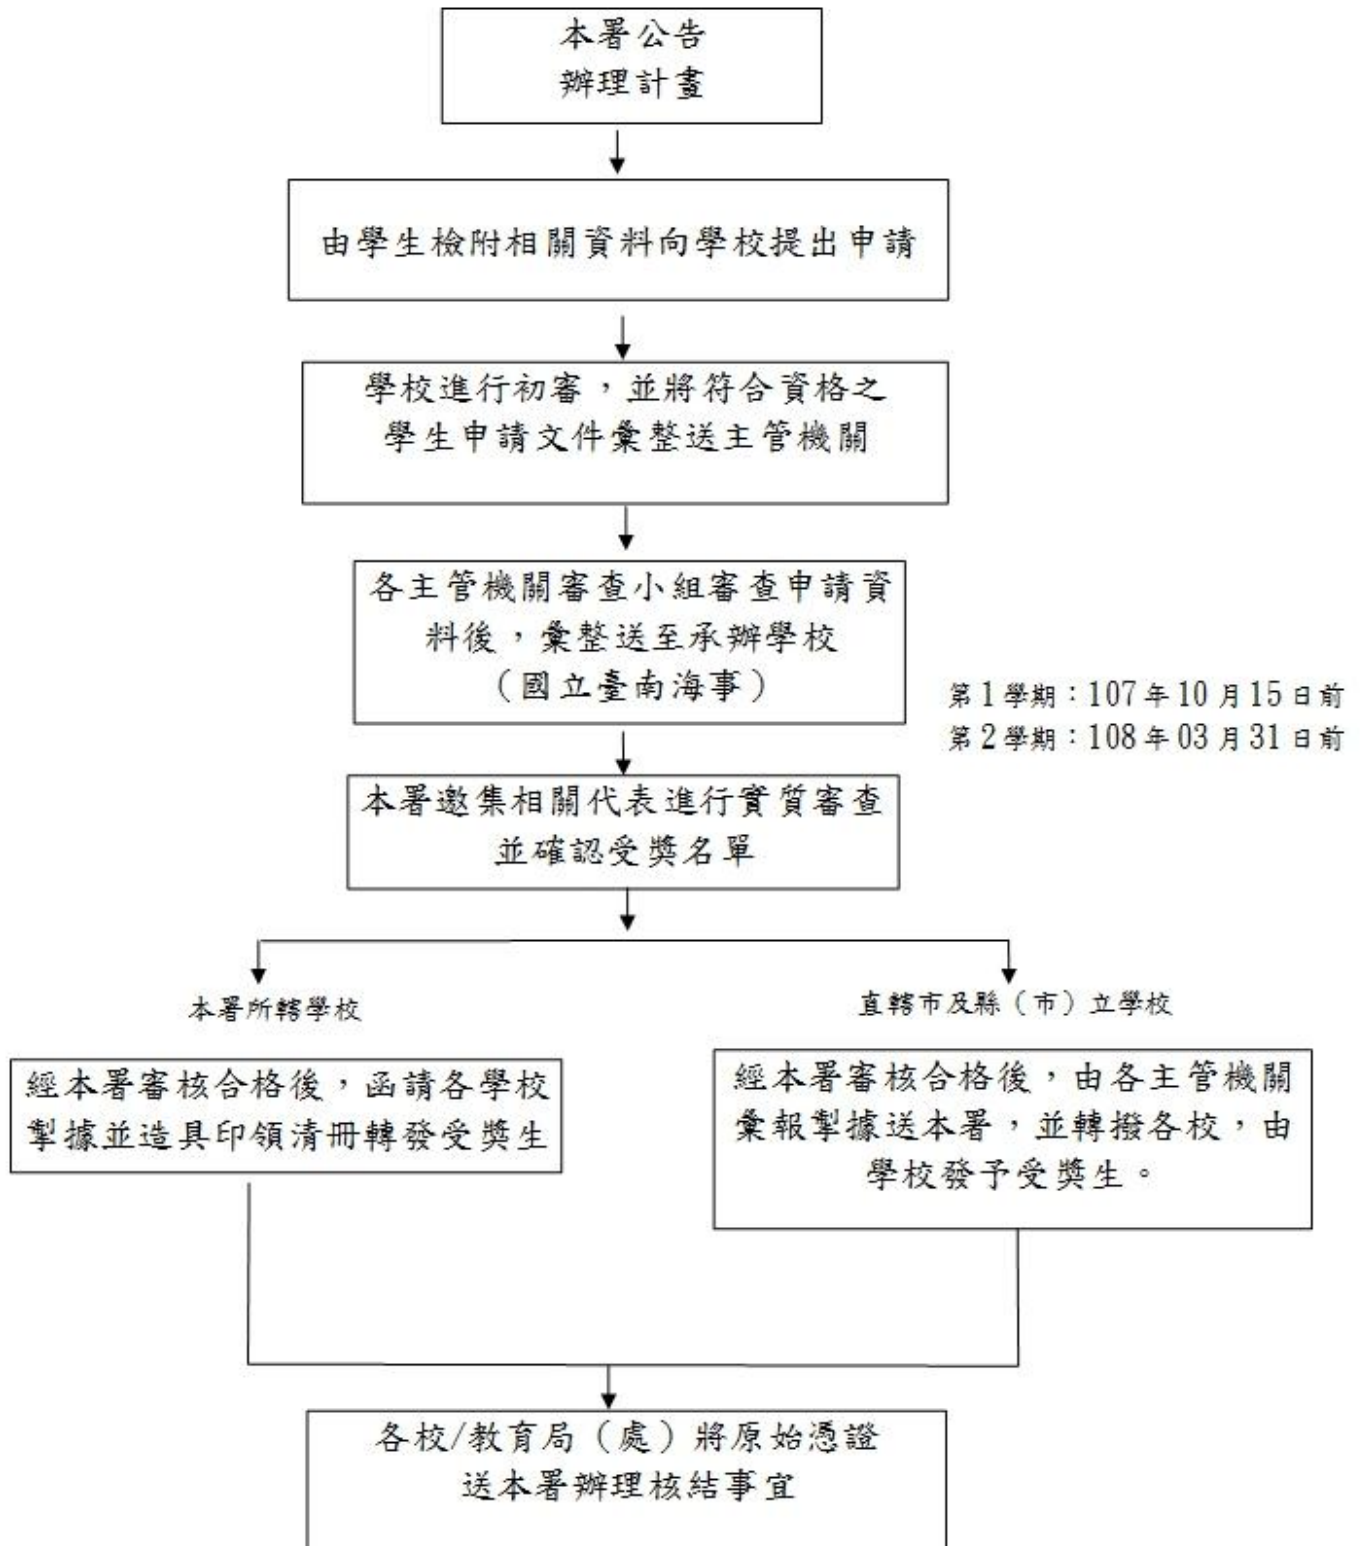 本署公告
辦理計畫
由學生檢附相關資料向學校提出申請
學校進行初審，並將符合資格之
學生申請文件彙整送主管機關
各主管機關審查小組審查申請資
料後，彙整送至承辦學校
（國立臺南海事）
第1學期：107年10月15日前
第2學期：108年03月31日前
本署邀集相關代表進行實質審查
並確認受獎名單
本署所轄學校
直轄市及縣（市）立學校
經本署審核合格後，函請各學校
掣據並造具印領清冊轉發受獎生
經本署審核合格後，由各主管機關
彙報掣據送本署，並轉撥各校，由
學校發予受獎生。
各校/教育局（處）將原始憑證
送本署辦理核結事宜